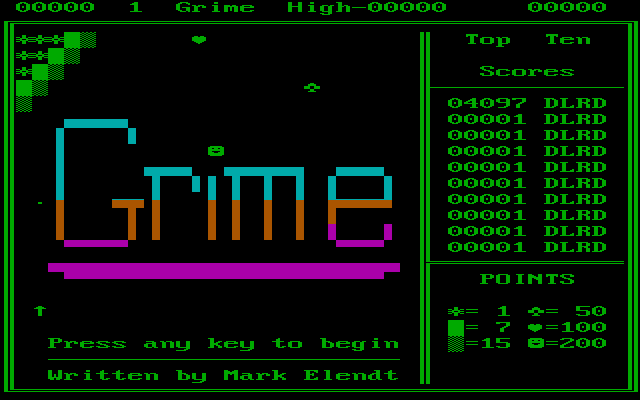 00000 1 Grime High-00000 00000
Top Ten
Scores
04097 DLRD
00001 DLRD
00001 DLRD
00001 DLRD
00001 DLRD
00001 DLRD
00001 DLRD
00001 DLRD
00001 DLRD
00001 DLRD
Grime
POINTS
= 1 = 50
= 7 =100
=15 =200
Press any key to begin
Written by Mark Elendt